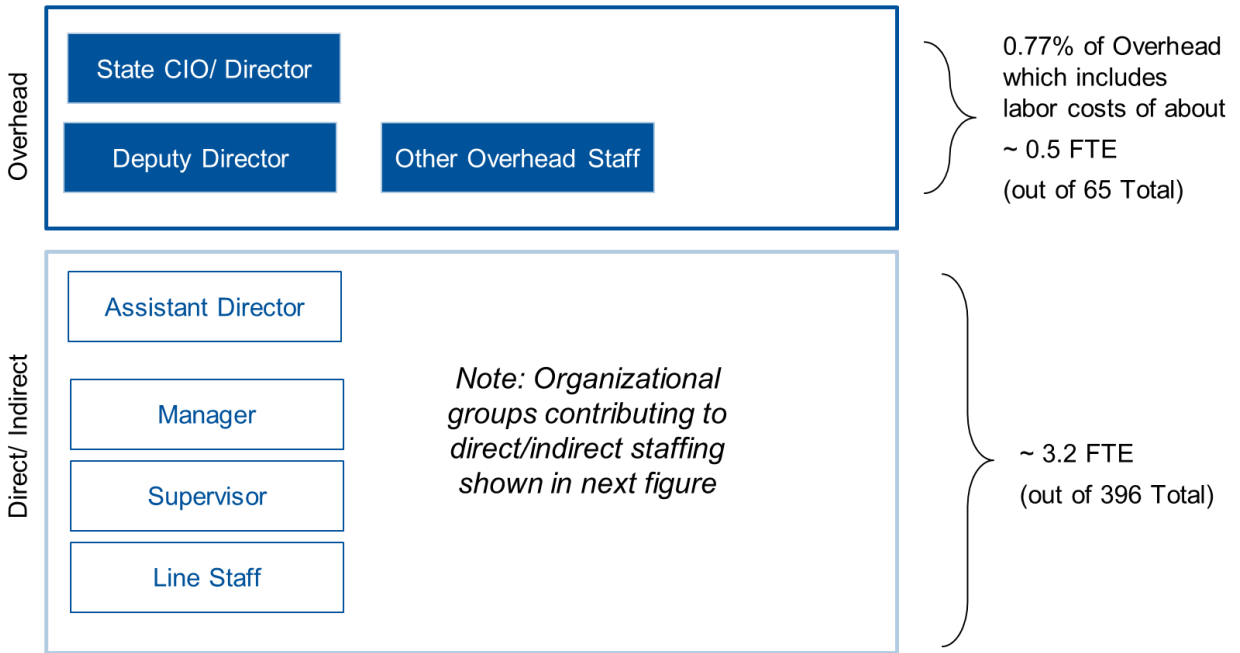 Overhead
State CIO/ Director
Deputy Director
Other Overhead Staff
0.77% of Overhead
which includes
labor costs of about
~ 0.5 FTE
(out of 65 Total)
Direct/ Indirect
Assistant Director
Manager
Supervisor
Line Staff
Note: Organizational
groups contributing to
direct/indirect staffing
shown in next figure
~ 3.2 FTE
(out of 396 Total)